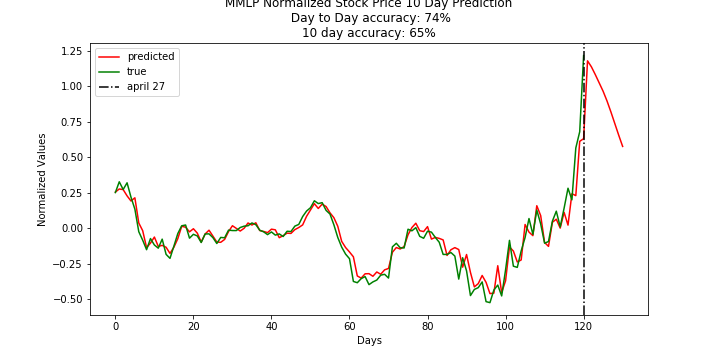 MMLP Normalized Stock Price 10 Day Prediction
Day to Day accuracy: 74%
10 day accuracy: 65%
predicted
true
april 27
Normalized Values
1.25
1.00
0.75
0.50
0.25
0.00
−0.25
−0.50
0 20 40 60 80 100 120
Days